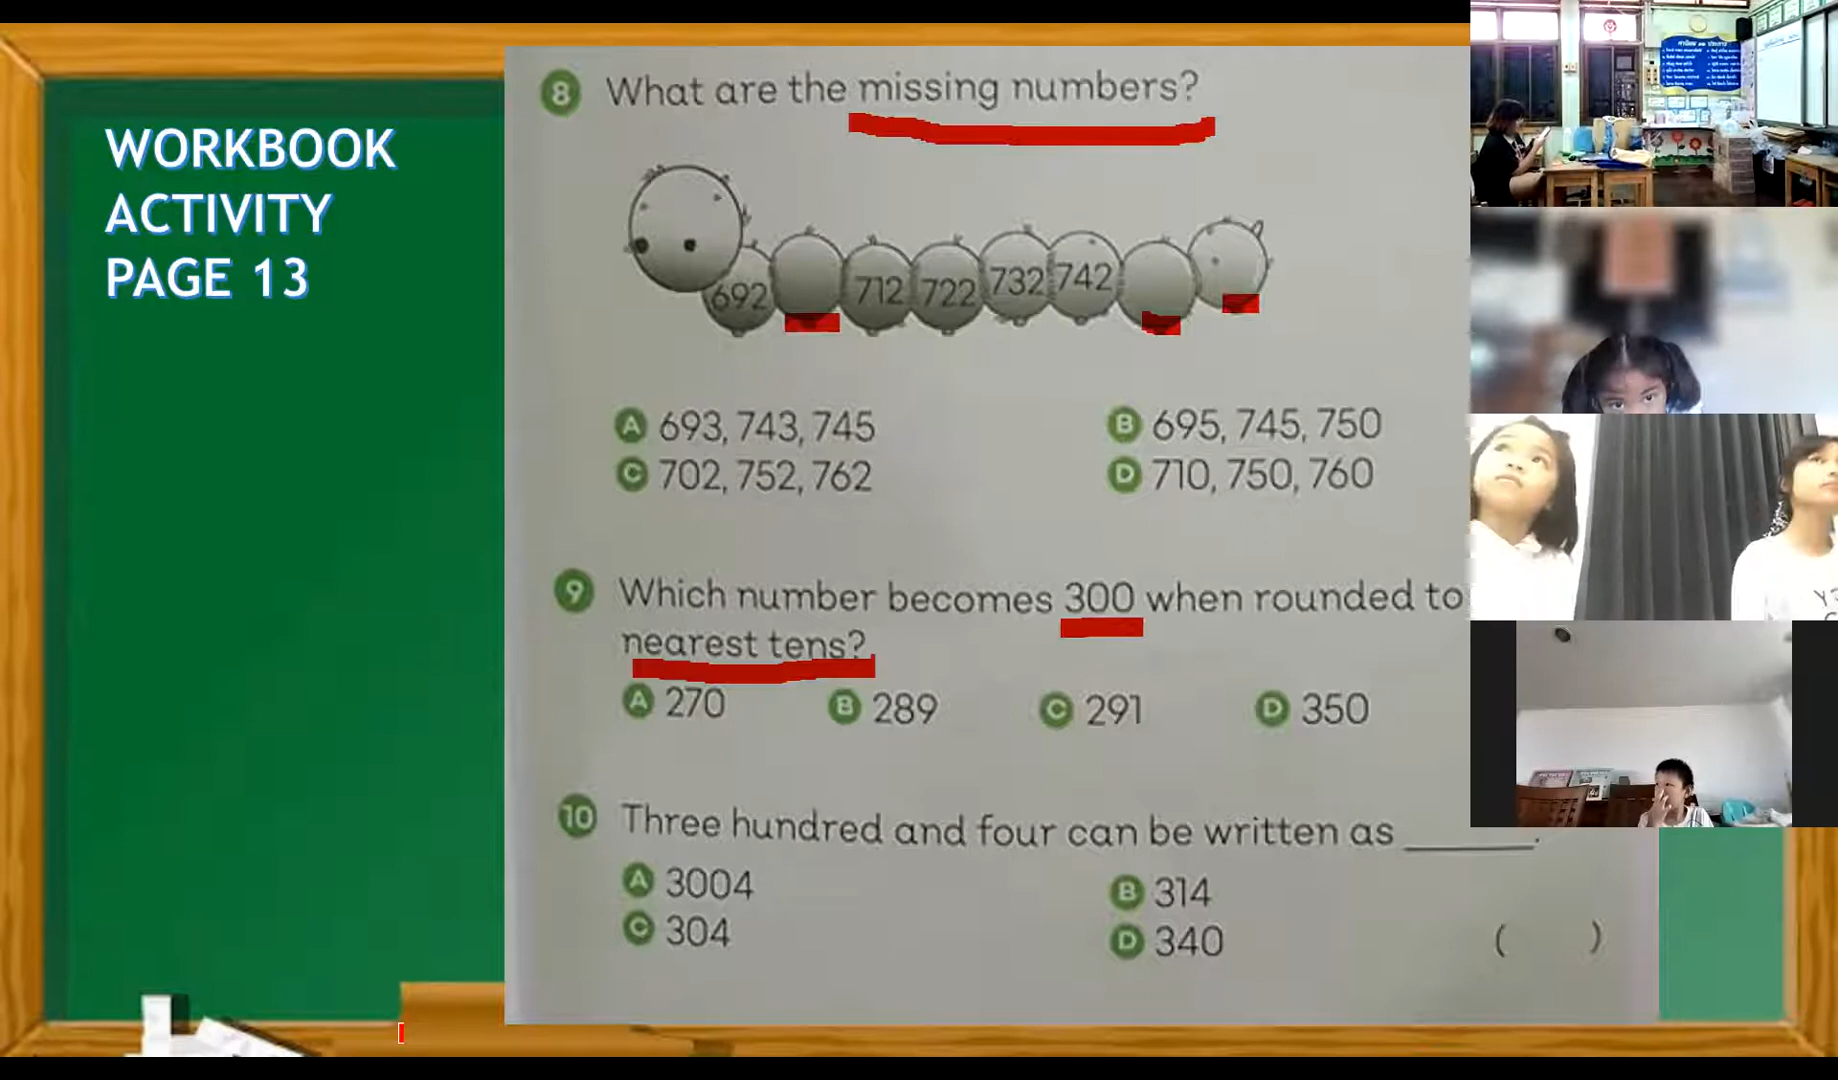 WORKBOOK
ACTIVITY
PAGE 13
8 What are the missing numbers?
692 712 722 732 742
A 693, 743, 745
B 695, 745, 750
C 702, 752, 762
D 710, 750, 760
9 Which number becomes 300 when rounded to
nearest tens?
A 270 B 289 C 291 D 350
10 Three hundred and four can be written as ______.
A 3004
B 314
C 304
D 340
( )